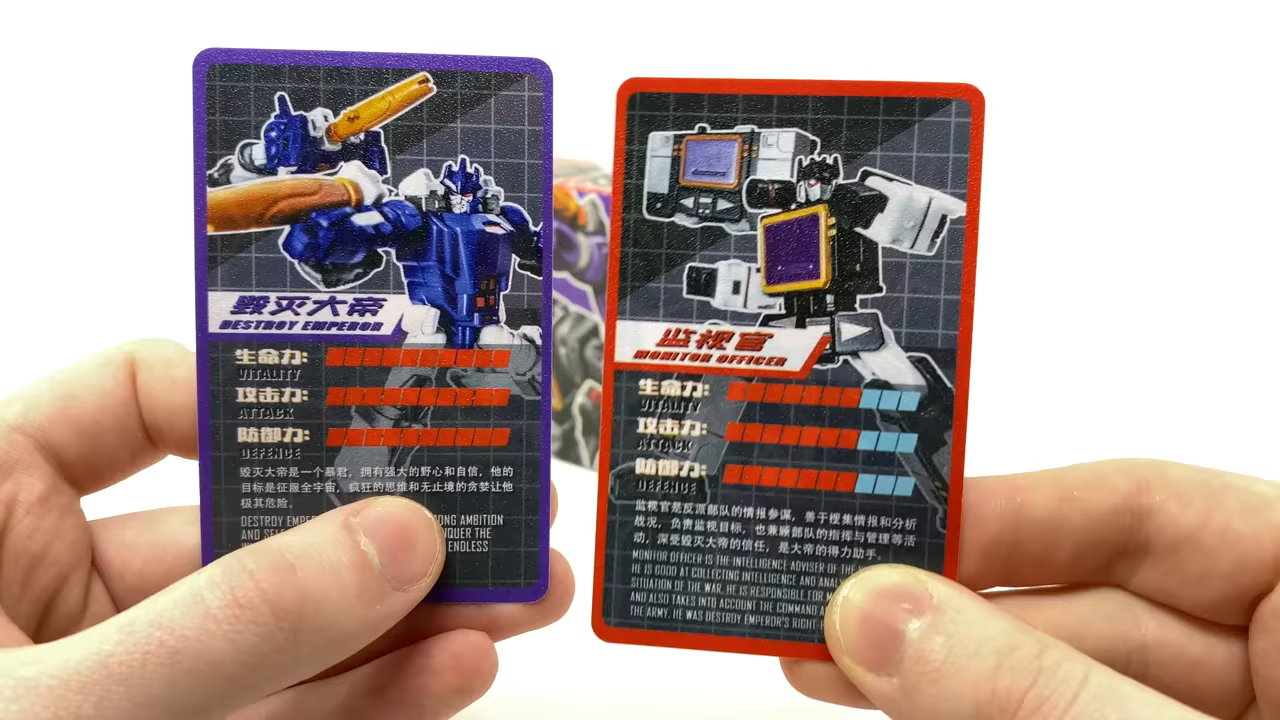 毁灭大帝
DESTROY EMPEROR
生命力:
VITALITY
攻击力:
ATTACK
防御力:
DEFENCE
毁灭大帝是一个暴君，拥有强大的野心和自信，他的
目标是征服全宇宙，疯狂的思维和无止境的贪婪让他
极其危险。
DESTROY AMBITION
AND THE
ENDLESS
监视官
MONITOR OFFICER
生命力:
VITALITY
攻击力:
ATTACK
防御力:
DEFENCE
监视官是反派部队的情报参谋，善于搜集情报和分析
战况，负责监视目标，也兼顾部队的指挥与管理等活
动，深受毁灭大帝的信任，是大帝的得力助手。
MONITOR OFFICER IS THE INTELLIGENCE ADVISER OF THE
HE IS GOOD AT COLLECTING INTELLIGENCE AND
SITUATION OF THE WAR. HE IS RESPONSIBLE FOR
AND ALSO TAKES INTO ACCOUNT THE COMMAND
THE ARMY. HE WAS DESTROY EMPEROR'S